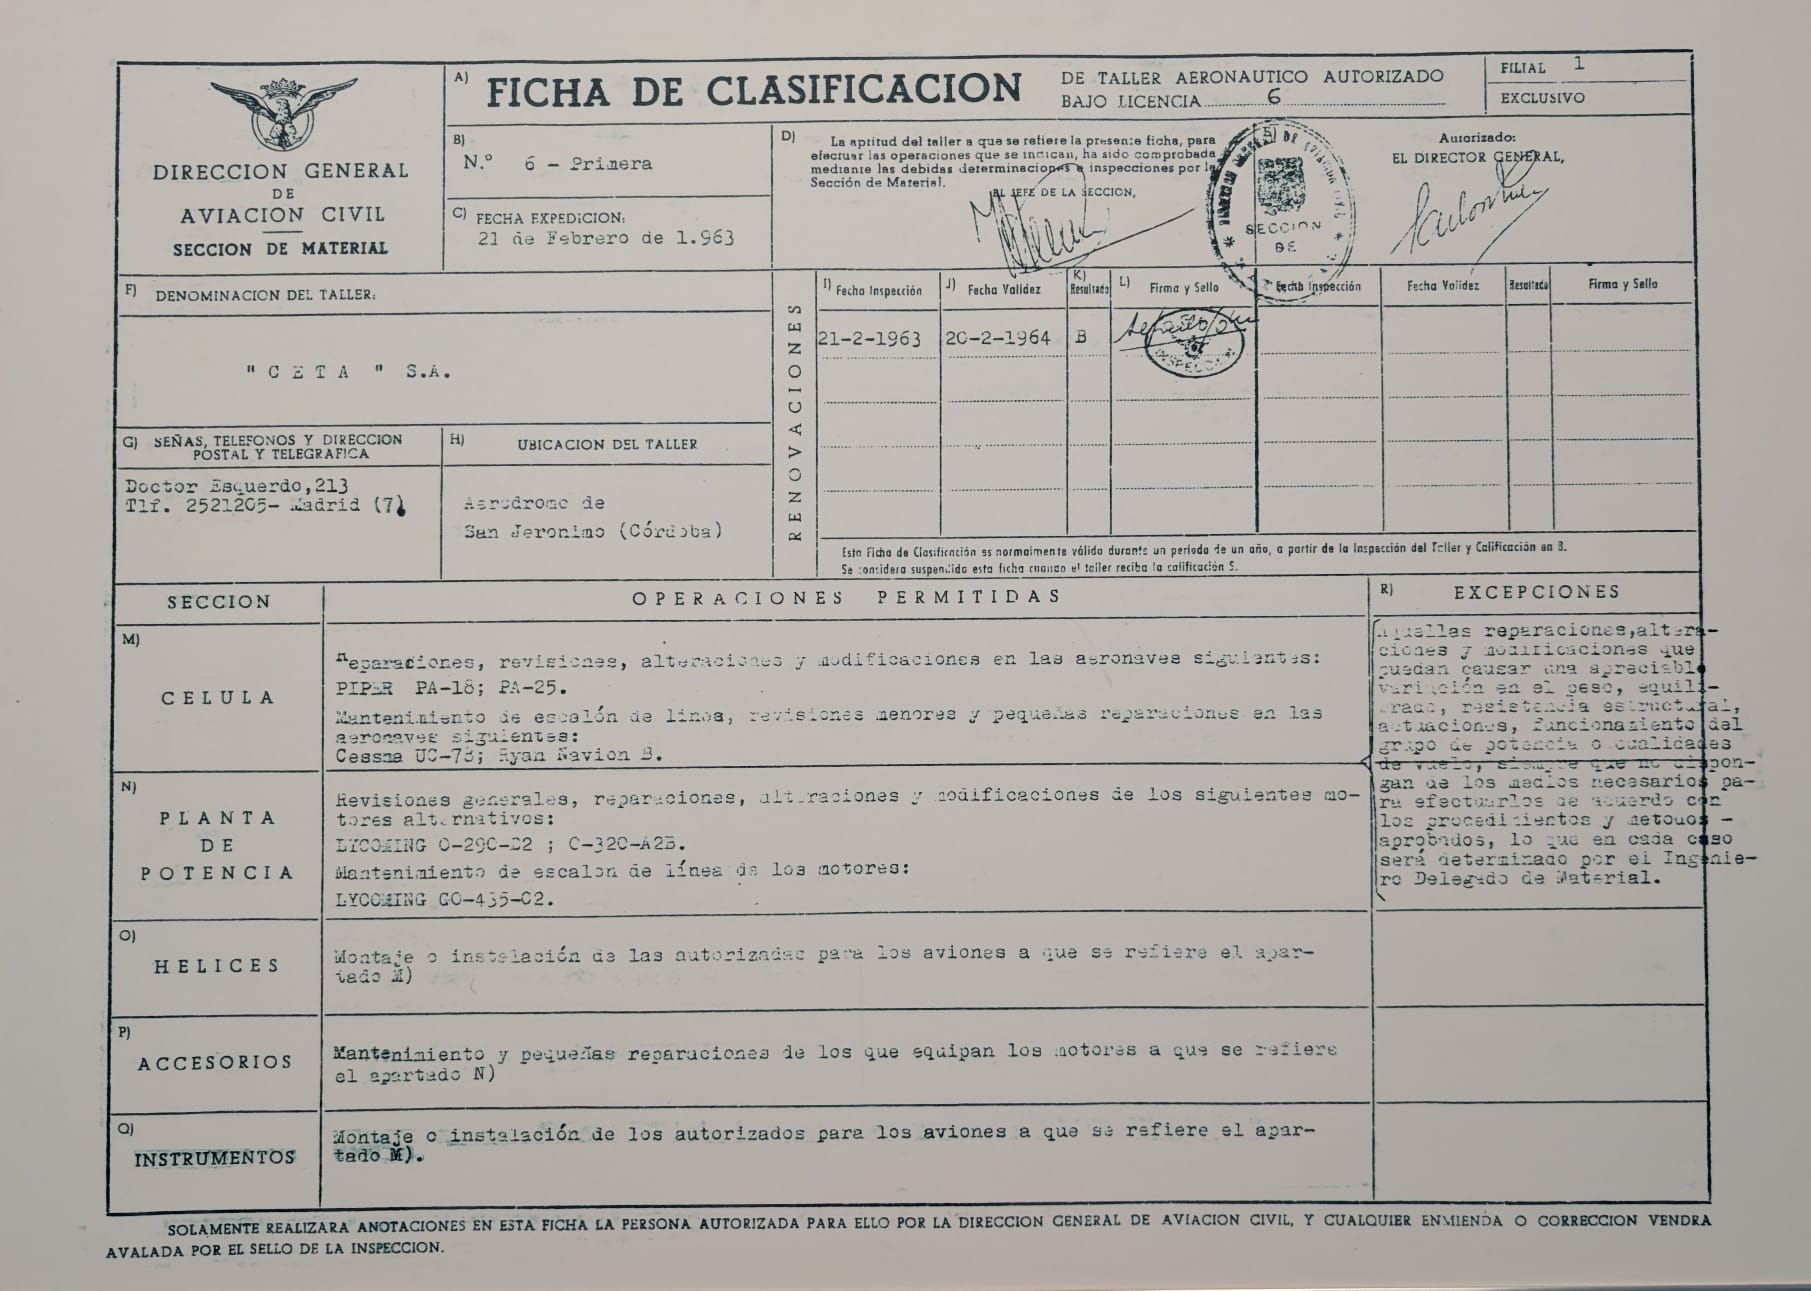 DIRECCION GENERAL
DE
AVIACION CIVIL
SECCION DE MATERIAL
A) FICHA DE CLASIFICACION
DE TALLER AERONAUTICO AUTORIZADO
BAJO LICENCIA 6
FILIAL 1
EXCLUSIVO
B)
N.º 6 - Primera
C) FECHA EXPEDICION:
21 de Febrero de 1.963
D) La aptitud del taller a que se refiere la presente ficha, para
efectuar las operaciones que se indican, ha sido comprobada
mediante las debidas determinaciones e inspecciones por la
Sección de Material.
EL JEFE DE LA SECCION,
E)
SECCION
DE
Autorizado:
EL DIRECTOR GENERAL,
F) DENOMINACION DEL TALLER:
" C E T A " S.A.
G) SEÑAS, TELEFONOS Y DIRECCION
POSTAL Y TELEGRAFICA
Doctor Esquerdo,213
Tlf. 2521205- Madrid (7)
H) UBICACION DEL TALLER
Aerodromo de
San Jeronimo (Córdoba)
RENOVACIONES
I) Fecha Inspección J) Fecha Validez K) Resultado L) Firma y Sello Fecha Inspección Fecha Validez Resultado Firma y Sello
21-2-1963 20-2-1964 B
INSPECCION
Esta Ficha de Clasificación es normalmente válida durante un período de un año, a partir de la Inspección del Taller y Calificación en B.
Se considera suspendida esta ficha cuando el taller reciba la calificación S.
SECCION OPERACIONES PERMITIDAS R) EXCEPCIONES
M)
CELULA
Reparaciones, revisiones, alteraciones y modificaciones en las aeronaves siguientes:
PIPER PA-18; PA-25.
Mantenimiento de escalón de linea, revisiones menores y pequeñas reparaciones en las
aeronaves siguientes:
Cessna UC-78; Ryan Navion B.
N)
PLANTA
DE
POTENCIA
Revisiones generales, reparaciones, alteraciones y modificaciones de los siguientes mo-
tores alternativos:
LYCOMING O-290-D2 ; O-320-A2B.
Mantenimiento de escalon de línea de los motores:
LYCOMING GO-435-C2.
O)
HELICES
Montaje o instalación de las autorizadas para los aviones a que se refiere el apar-
tado M)
P)
ACCESORIOS
Mantenimiento y pequeñas reparaciones de los que equipan los motores a que se refiere
el apartado N)
Q)
INSTRUMENTOS
Montaje o instalación de los autorizados para los aviones a que se refiere el apar-
tado M).
Aquellas reparaciones,altera-
ciones y modificaciones que
puedan causar una apreciable
variación en el peso, equili-
brado, resistencia estructural,
actuaciones, funcionamiento del
grupo de potencia o cualidades
de vuelo, siempre que no dispon-
gan de los medios necesarios pa-
ra efectuarlos de acuerdo con
los procedimientos y metodos -
aprobados, lo que en cada caso
será determinado por el Ingenie-
ro Delegado de Material.
SOLAMENTE REALIZARA ANOTACIONES EN ESTA FICHA LA PERSONA AUTORIZADA PARA ELLO POR LA DIRECCION GENERAL DE AVIACION CIVIL, Y CUALQUIER ENMIENDA O CORRECCION VENDRA
AVALADA POR EL SELLO DE LA INSPECCION.